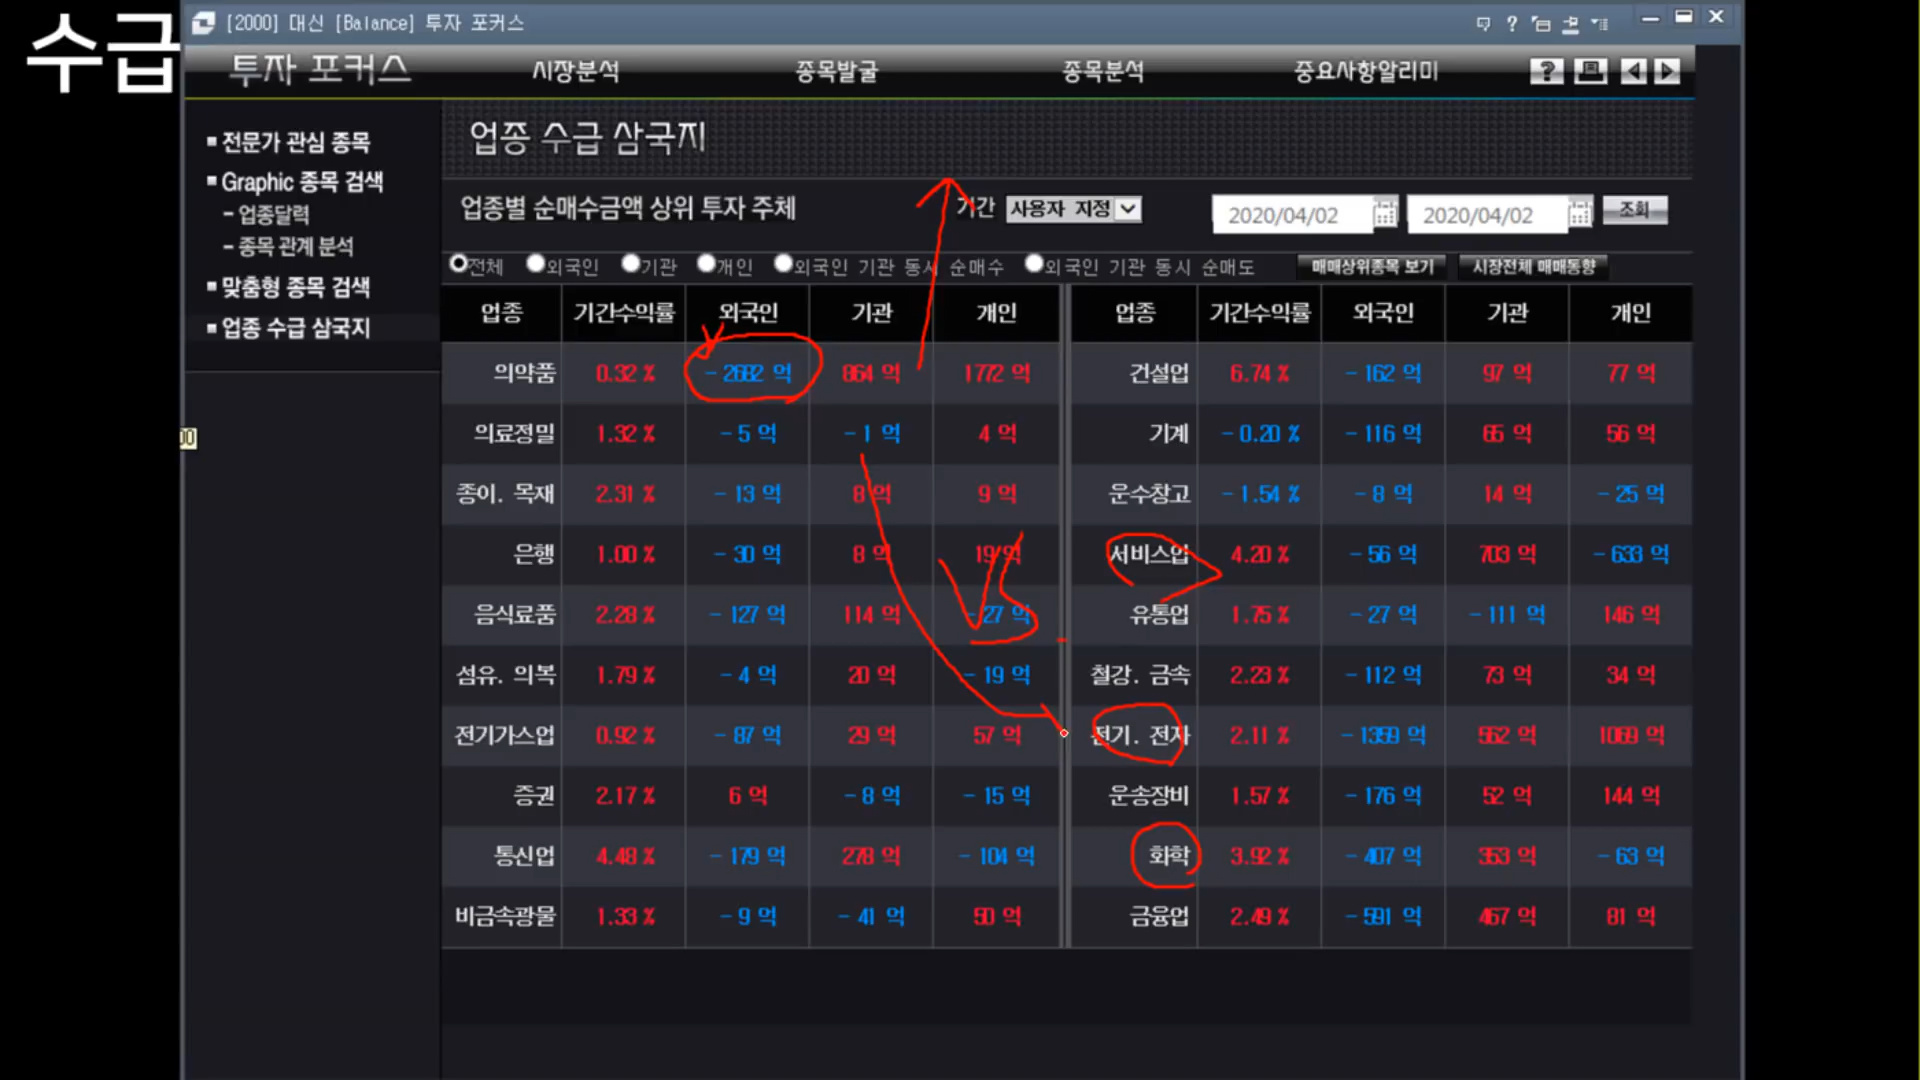 수급
[2000] 대신 [Balance] 투자 포커스
투자 포커스 시장분석 종목발굴 종목분석 중요사항알리미
전문가 관심 종목
Graphic 종목 검색
- 업종달력
- 종목 관계 분석
맞춤형 종목 검색
업종 수급 삼국지
업종 수급 삼국지
업종별 순매수금액 상위 투자 주체 기간 사용자 지정 2020/04/02 2020/04/02 조회
전체 외국인 기관 개인 외국인 기관 동시 순매수 외국인 기관 동시 순매도 매매상위종목 보기 시장전체 매매동향
업종 기간수익률 외국인 기관 개인 업종 기간수익률 외국인 기관 개인
의약품 0.32 % -2682 억 864 억 1772 억 건설업 6.74 % -162 억 97 억 77 억
의료정밀 1.32 % -5 억 -1 억 4 억 기계 -0.20 % -116 억 65 억 56 억
종이. 목재 2.31 % -13 억 8 억 9 억 운수창고 -1.54 % -8 억 14 억 -25 억
은행 1.00 % -30 억 8 억 19 억 서비스업 4.20 % -56 억 703 억 -633 억
음식료품 2.28 % -127 억 114 억 -27 억 유통업 1.75 % -27 억 -111 억 146 억
섬유. 의복 1.79 % -4 억 20 억 -19 억 철강. 금속 2.23 % -112 억 73 억 34 억
전기가스업 0.92 % -87 억 29 억 57 억 전기. 전자 2.11 % -1359 억 562 억 1069 억
증권 2.17 % 6 억 -8 억 -15 억 운송장비 1.57 % -176 억 52 억 144 억
통신업 4.48 % -179 억 278 억 -104 억 화학 3.92 % -407 억 353 억 -63 억
비금속광물 1.33 % -9 억 -41 억 50 억 금융업 2.49 % -591 억 467 억 81 억